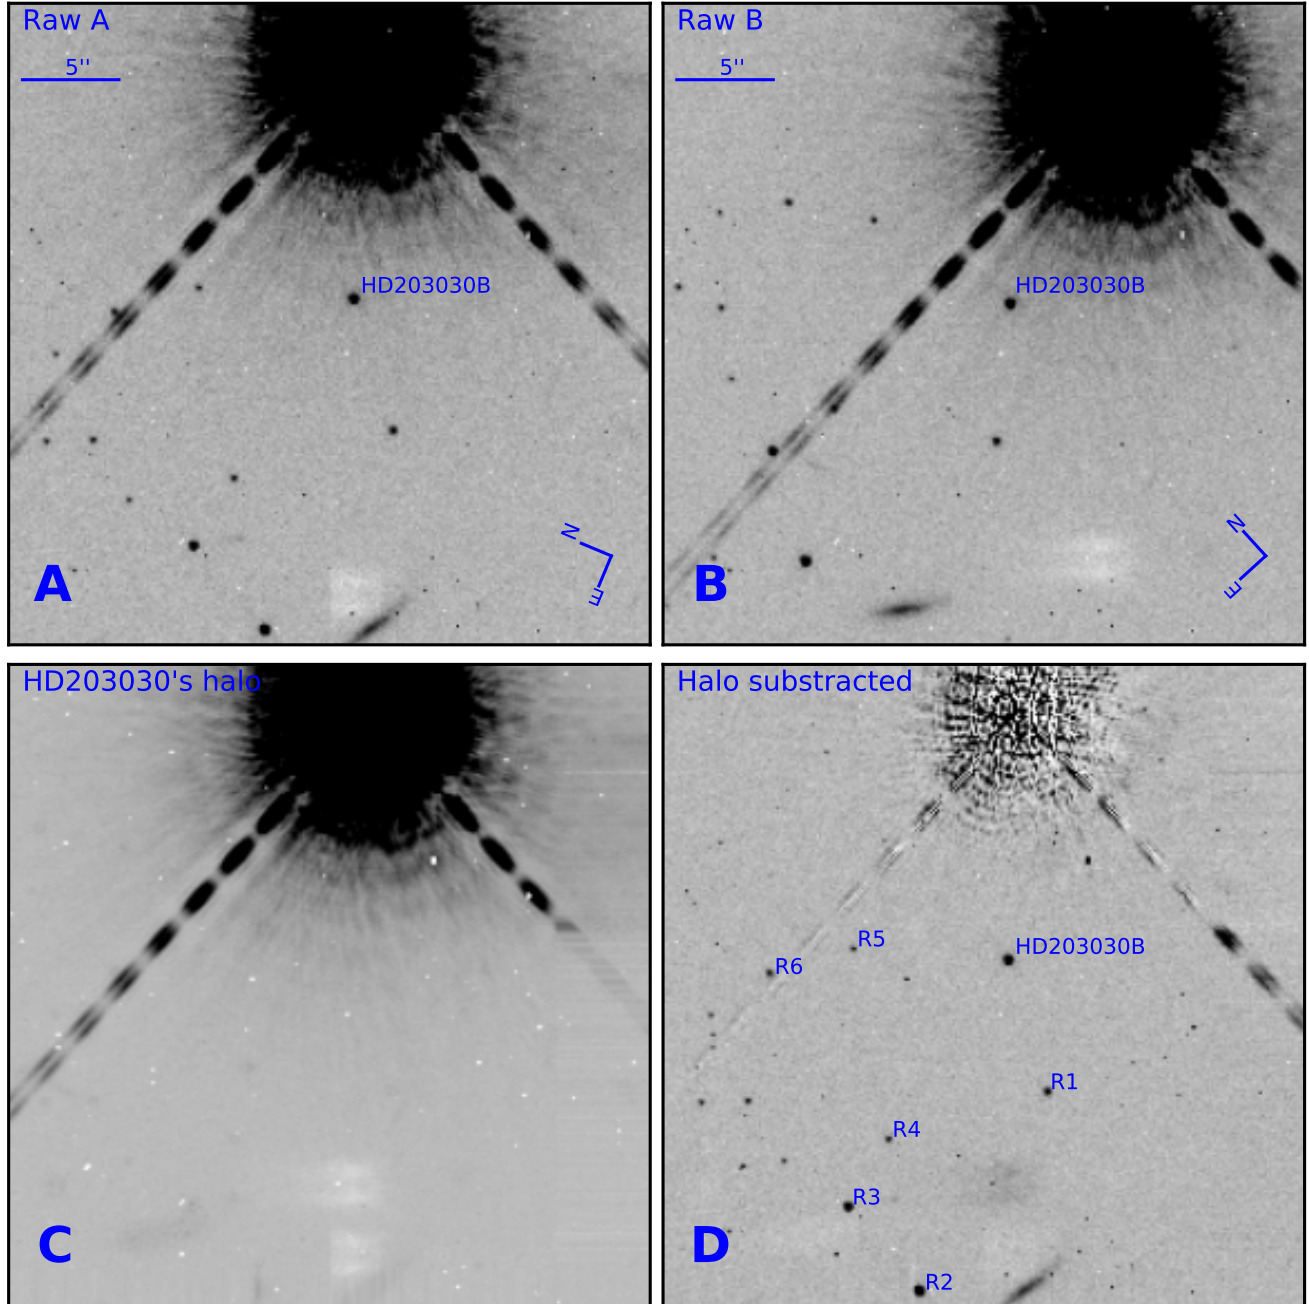 Raw A
5''
HD203030B
N
E
A
Raw B
5''
HD203030B
N
E
B
HD203030's halo
C
Halo substracted
R5
HD203030B
R6
R1
R4
R3
R2
D